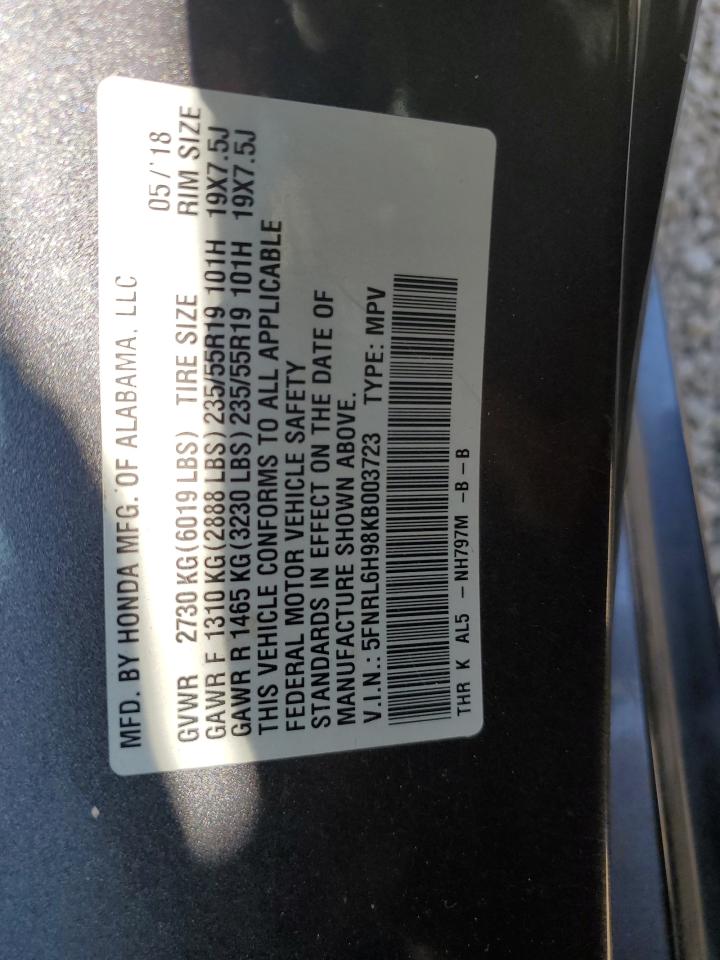 MFD. BY HONDA MFG. OF ALABAMA, LLC 05/'18
GVWR 2730 KG (6019 LBS) TIRE SIZE RIM SIZE
GAWR F 1310 KG (2888 LBS) 235/55R19 101H 19X7.5J
GAWR R 1465 KG (3230 LBS) 235/55R19 101H 19X7.5J
THIS VEHICLE CONFORMS TO ALL APPLICABLE
FEDERAL MOTOR VEHICLE SAFETY
STANDARDS IN EFFECT ON THE DATE OF
MANUFACTURE SHOWN ABOVE.
V.I.N.: 5FNRL6H98KB003723 TYPE: MPV
THR K AL5 - NH797M -B-B